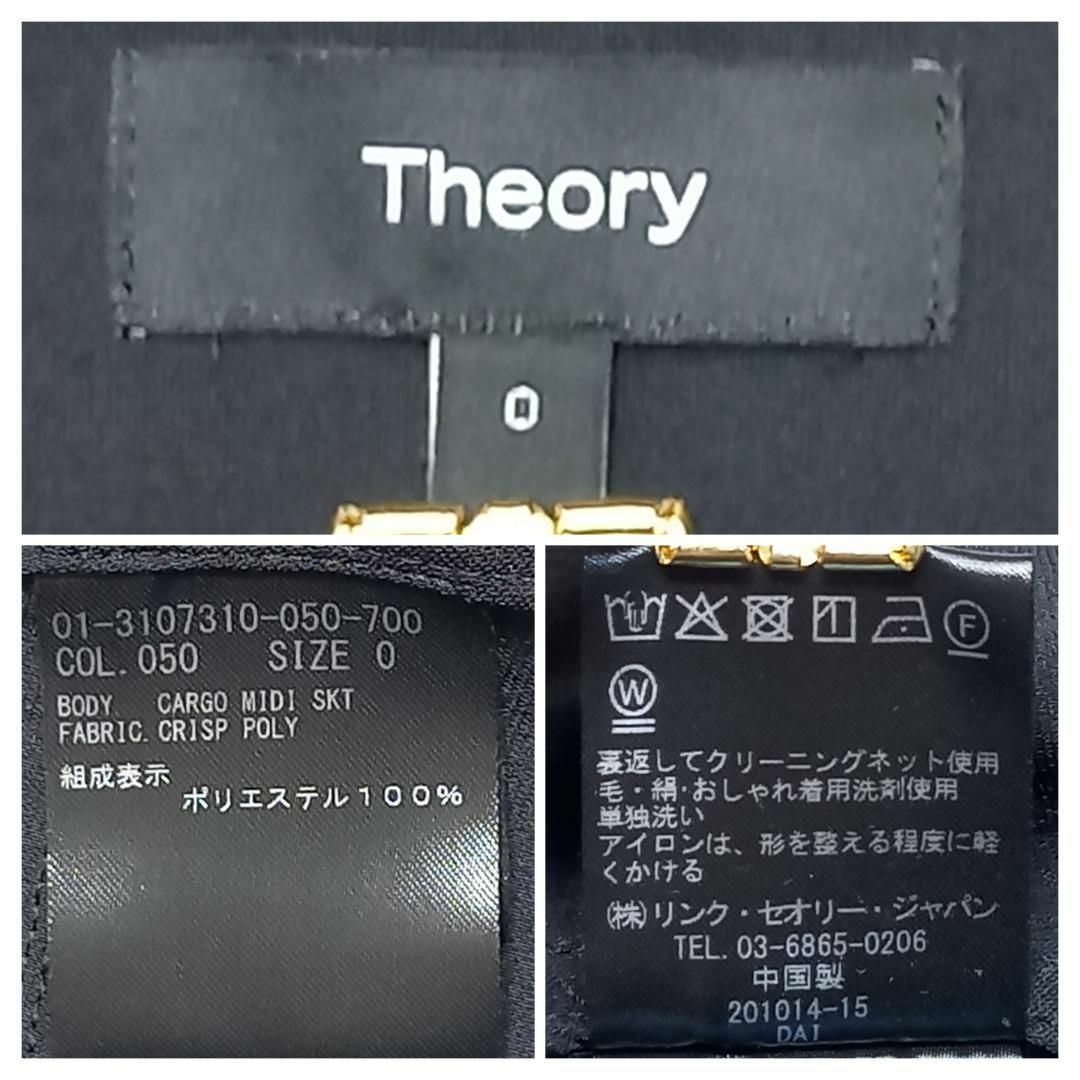 Theory
0
01-3107310-050-700
COL. 050 SIZE 0
BODY CARGO MIDI SKT
FABRIC. CRISP POLY
組成表示
ポリエステル100%
F
W
裏返してクリーニングネット使用
毛・絹・おしゃれ着用洗剤使用
単独洗い
アイロンは、形を整える程度に軽
くかける
㈱リンク・セオリー・ジャパン
TEL. 03-6865-0206
中国製
201014-15
DAI